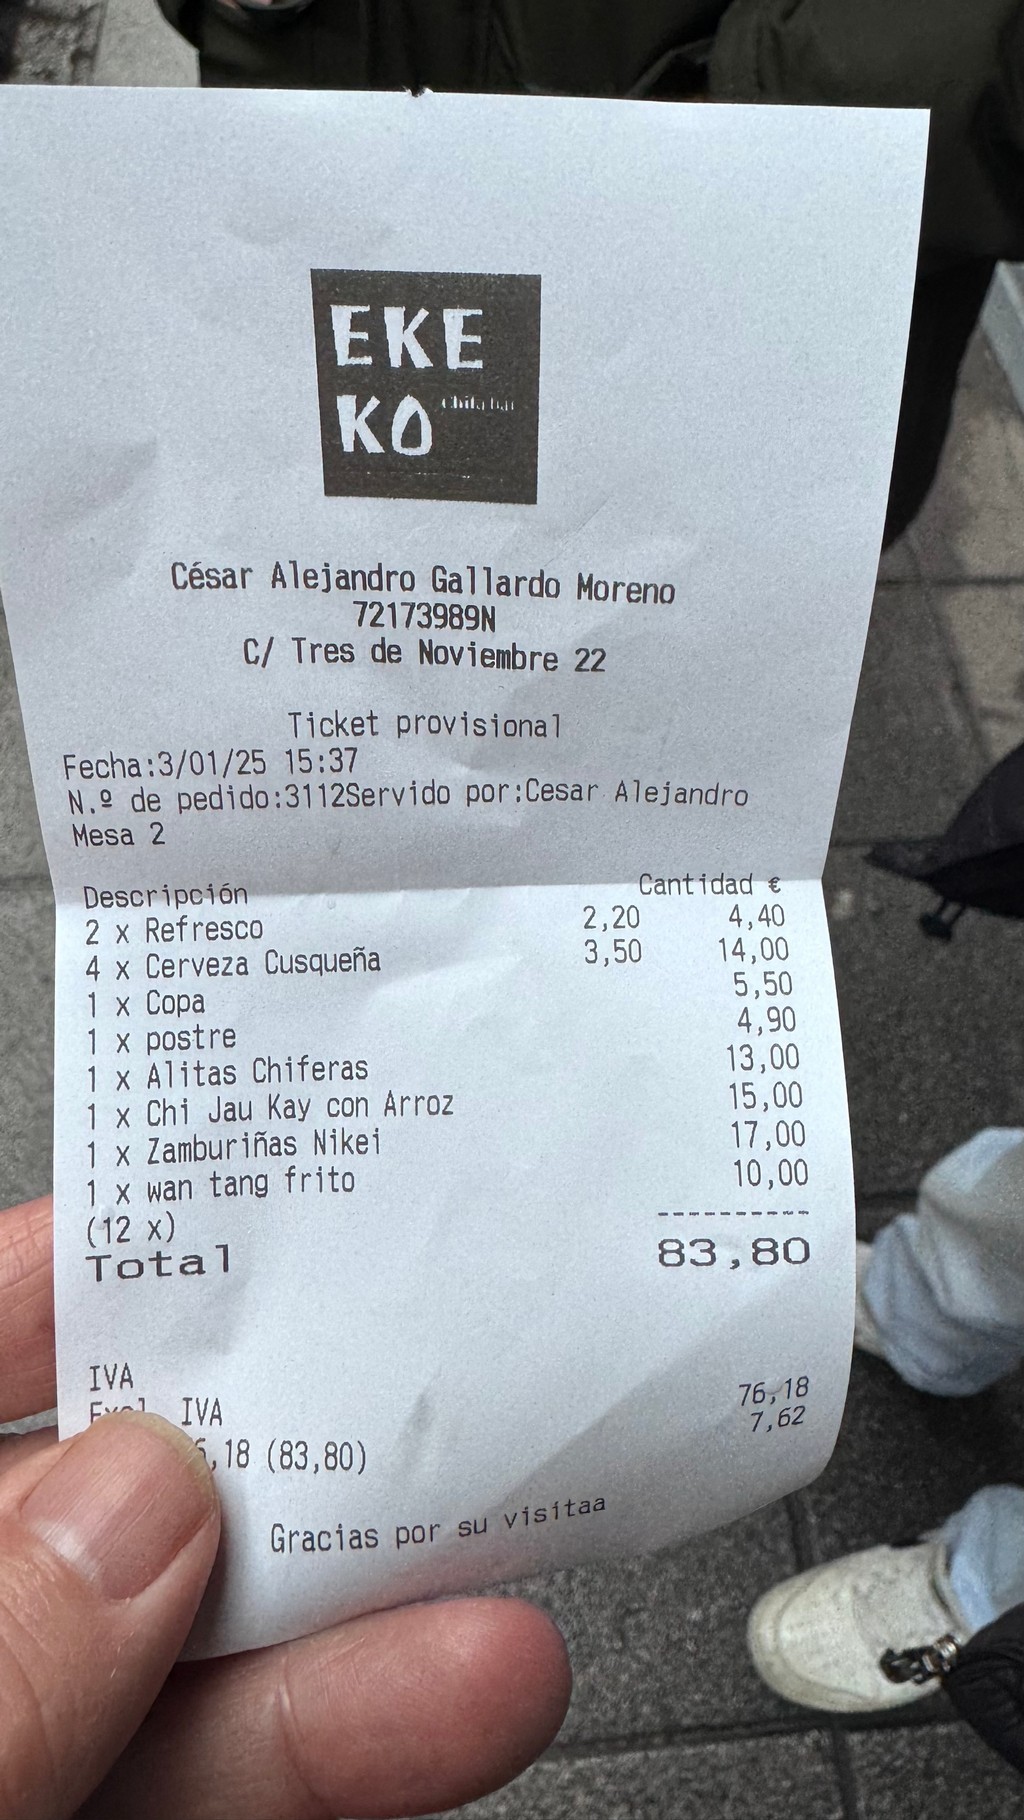 EKE
KO
César Alejandro Gallardo Moreno
72173989N
C/ Tres de Noviembre 22
Ticket provisional
Fecha:3/01/25 15:37
N.º de pedido:3112Servido por:Cesar Alejandro
Mesa 2
Descripción Cantidad €
2 x Refresco 2,20 4,40
4 x Cerveza Cusqueña 3,50 14,00
1 x Copa 5,50
1 x postre 4,90
1 x Alitas Chiferas 13,00
1 x Chi Jau Kay con Arroz 15,00
1 x Zamburiñas Nikei 17,00
1 x wan tang frito 10,00
(12 x) ----------
Total 83,80
IVA
IVA 76,18
,18 (83,80) 7,62
Gracias por su visitaa